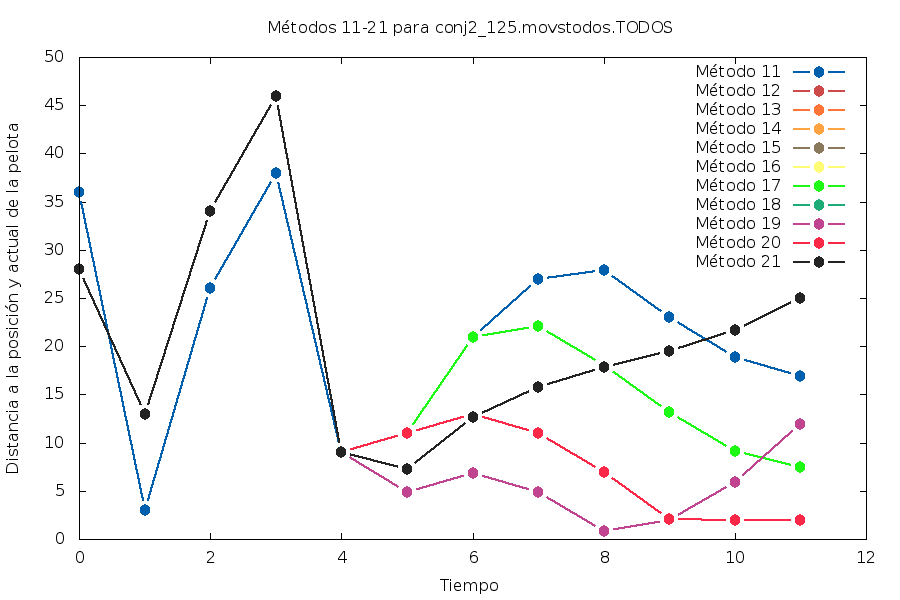 Métodos 11-21 para conj2_125.movstodos.TODOS
Distancia a la posición y actual de la pelota
50
45
40
35
30
25
20
15
10
5
0
0 2 4 6 8 10 12
Tiempo
Método 11
Método 12
Método 13
Método 14
Método 15
Método 16
Método 17
Método 18
Método 19
Método 20
Método 21